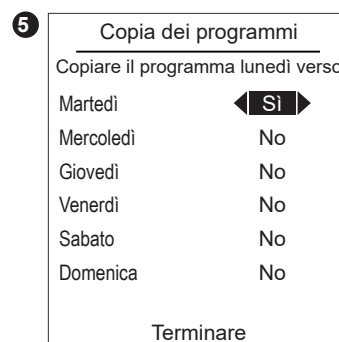 5
Copia dei programmi
Copiare il programma lunedì verso
Martedì Sì
Mercoledì No
Giovedì No
Venerdì No
Sabato No
Domenica No
Terminare